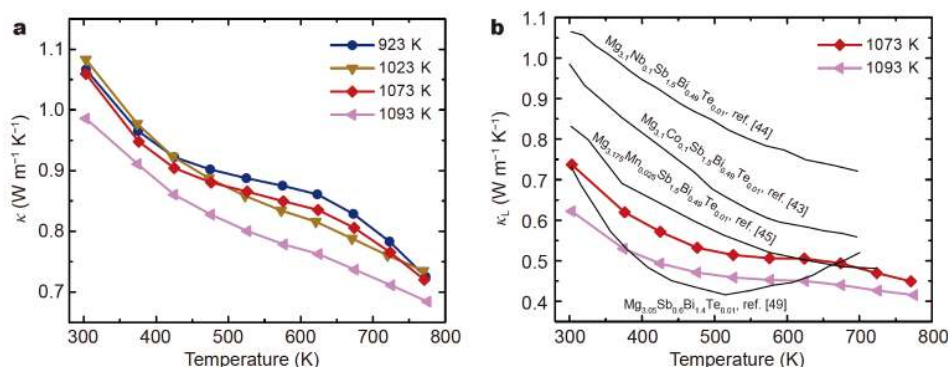 a
923 K
1023 K
1073 K
1093 K
1.1
1.0
0.9
0.8
0.7
κ (W m⁻¹ K⁻¹)
300 400 500 600 700 800
Temperature (K)
b
1073 K
1093 K
Mg₃.₁Nb₀.₁Sb₁.₅Bi₀.₄₉Te₀.₀₁, ref. [44]
Mg₃.₁Co₀.₁Sb₁.₅Bi₀.₄₉Te₀.₀₁, ref. [43]
Mg₃.₁₇₅Mn₀.₀₂₅Sb₁.₅Bi₀.₄₉Te₀.₀₁, ref. [45]
Mg₃.₀₅Sb₀.₆Bi₁.₄Te₀.₀₁, ref. [49]
1.1
1.0
0.9
0.8
0.7
0.6
0.5
0.4
κL (W m⁻¹ K⁻¹)
300 400 500 600 700 800
Temperature (K)